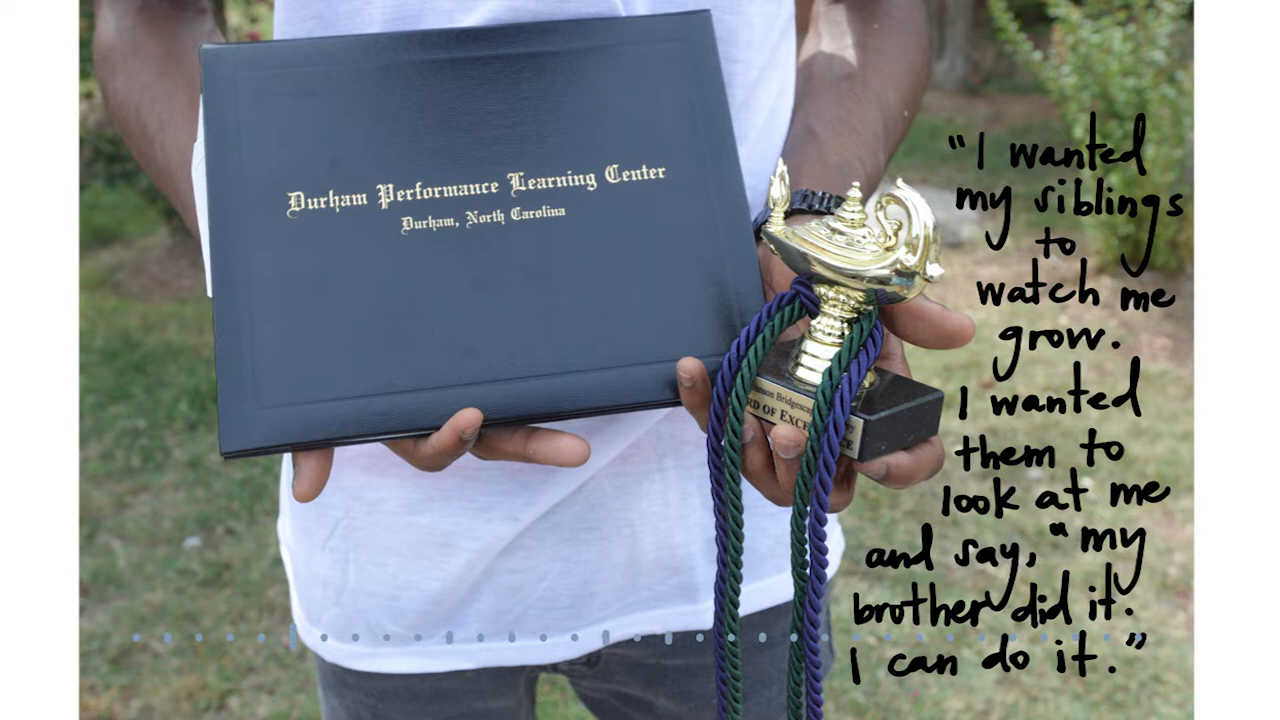 Durham Performance Learning Center
Durham, North Carolina
"I wanted
my siblings
to
watch me
grow.
I wanted
them to
look at me
and say, "my
brother did it.
I can do it."